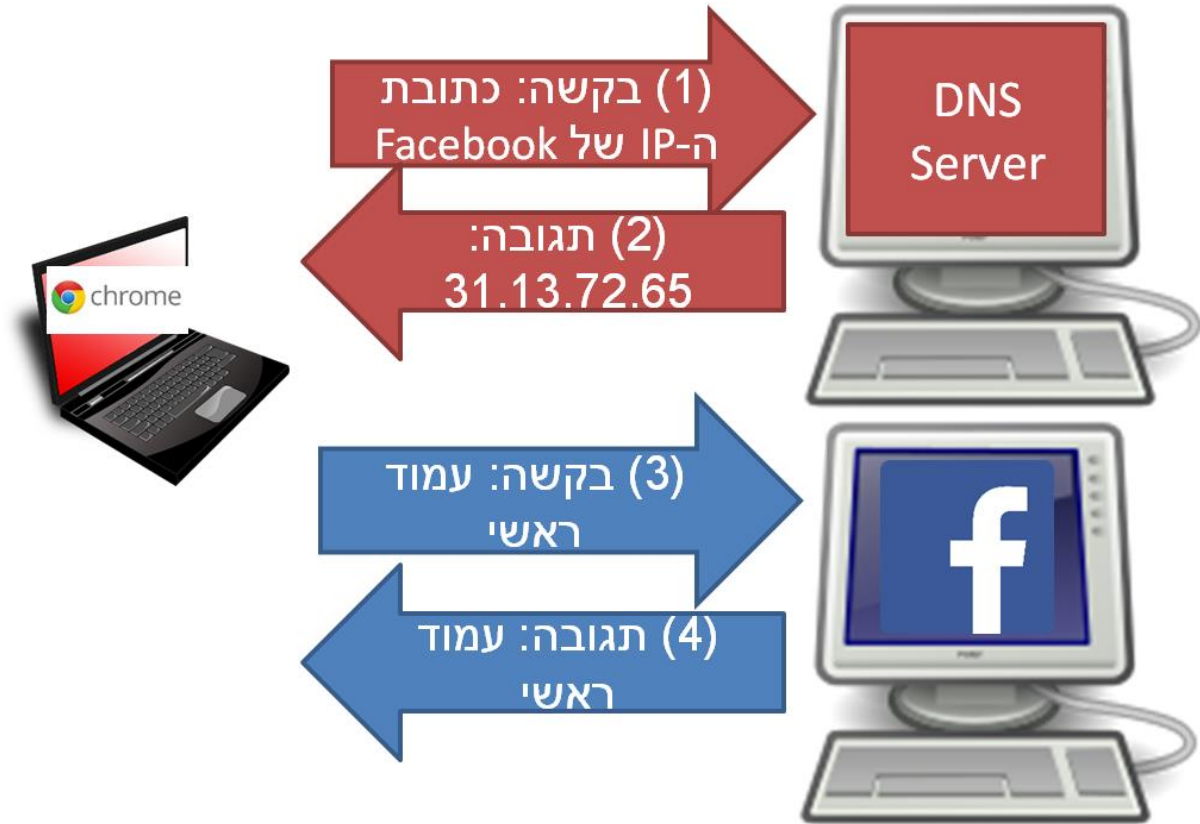 (1) בקשה: כתובת
ה-IP של Facebook
DNS
Server
(2) תגובה:
31.13.72.65
chrome
(3) בקשה: עמוד
ראשי
f
(4) תגובה: עמוד
ראשי